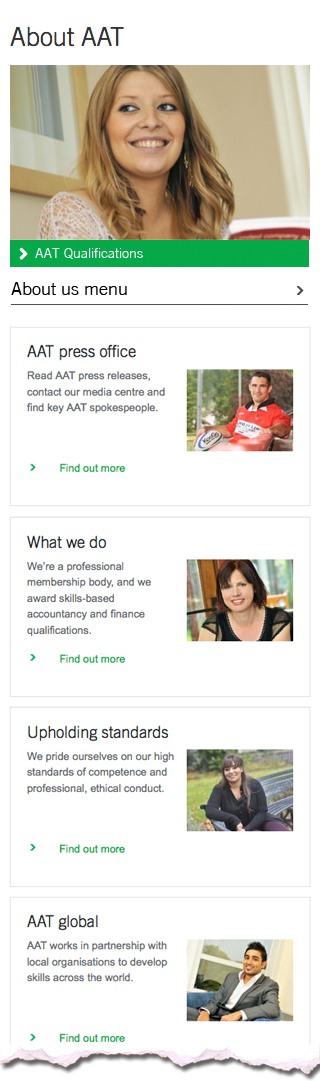 About AAT
AAT Qualifications
About us menu
AAT press office
Read AAT press releases,
contact our media centre and
find key AAT spokespeople.
Find out more
What we do
We're a professional
membership body, and we
award skills-based
accountancy and finance
qualifications.
Find out more
Upholding standards
We pride ourselves on our high
standards of competence and
professional, ethical conduct.
Find out more
AAT global
AAT works in partnership with
local organisations to develop
skills across the world.
Find out more